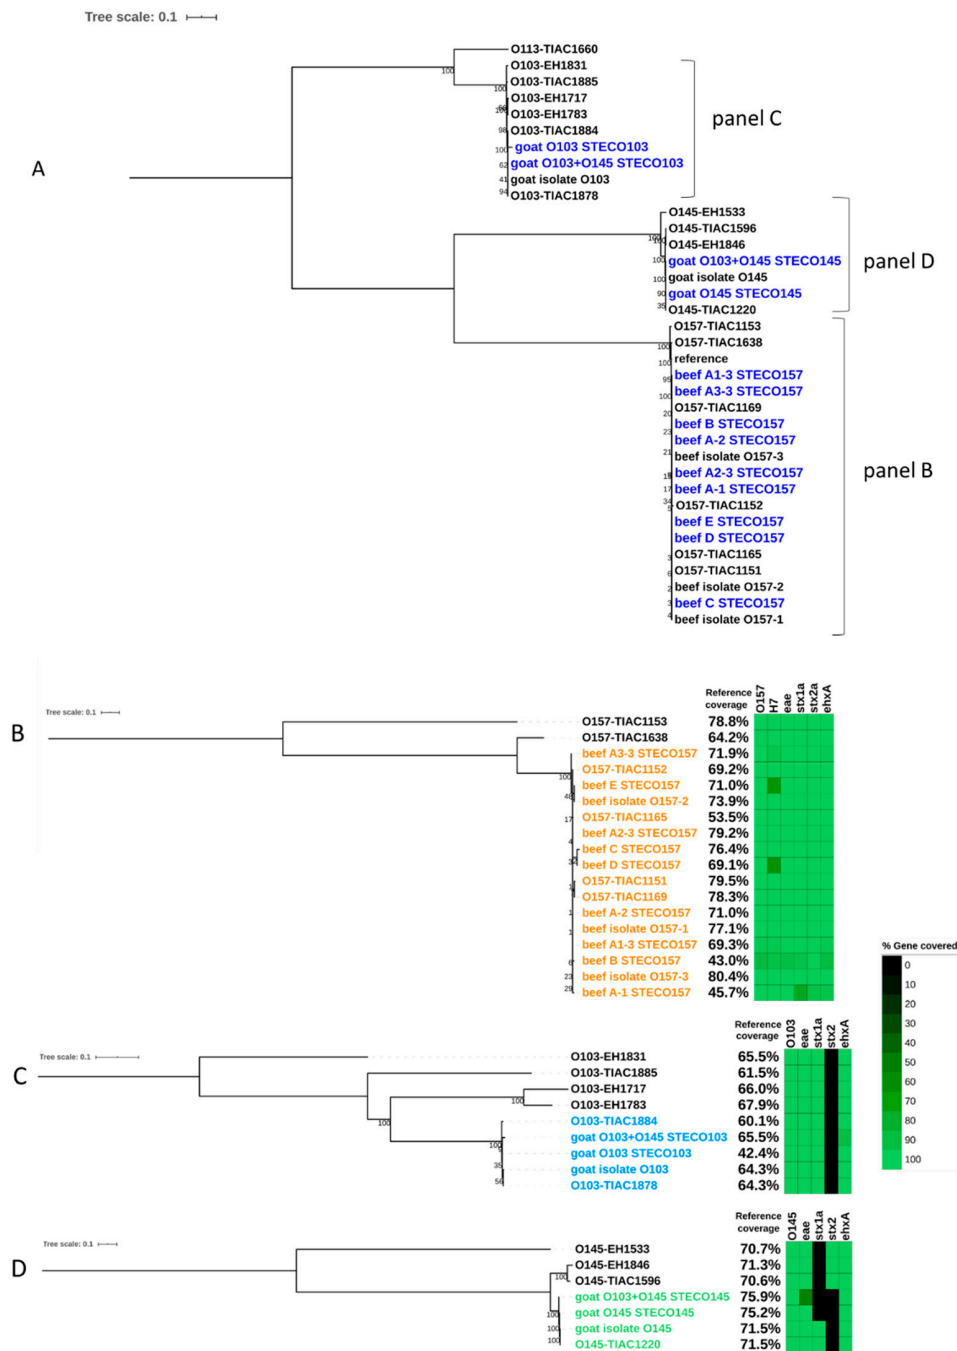 Tree scale: 0.1
A
O113-TIAC1660
O103-EH1831
O103-TIAC1885
O103-EH1717
O103-EH1783
O103-TIAC1884
goat O103 STECO103
goat O103+O145 STECO103
goat isolate O103
O103-TIAC1878
panel C
O145-EH1533
O145-TIAC1596
O145-EH1846
goat O103+O145 STECO145
goat isolate O145
goat O145 STECO145
O145-TIAC1220
panel D
O157-TIAC1153
O157-TIAC1638
reference
beef A1-3 STECO157
beef A3-3 STECO157
O157-TIAC1169
beef B STECO157
beef A-2 STECO157
beef isolate O157-3
beef A2-3 STECO157
beef A-1 STECO157
O157-TIAC1152
beef E STECO157
beef D STECO157
O157-TIAC1165
O157-TIAC1151
beef isolate O157-2
beef C STECO157
beef isolate O157-1
panel B
B
Tree scale: 0.1
Reference coverage O157 H7 eae stx1a stx2a ehxA
O157-TIAC1153 78.8%
O157-TIAC1638 64.2%
beef A3-3 STECO157 71.9%
O157-TIAC1152 69.2%
beef E STECO157 71.0%
beef isolate O157-2 73.9%
O157-TIAC1165 53.5%
beef A2-3 STECO157 79.2%
beef C STECO157 76.4%
beef D STECO157 69.1%
O157-TIAC1151 79.5%
O157-TIAC1169 78.3%
beef A-2 STECO157 71.0%
beef isolate O157-1 77.1%
beef A1-3 STECO157 69.3%
beef B STECO157 43.0%
beef isolate O157-3 80.4%
beef A-1 STECO157 45.7%
% Gene covered
0
10
20
30
40
50
60
70
80
90
100
C
Tree scale: 0.1
Reference coverage O103 eae stx1a stx2 ehxA
O103-EH1831 65.5%
O103-TIAC1885 61.5%
O103-EH1717 66.0%
O103-EH1783 67.9%
O103-TIAC1884 60.1%
goat O103+O145 STECO103 65.5%
goat O103 STECO103 42.4%
goat isolate O103 64.3%
O103-TIAC1878 64.3%
D
Tree scale: 0.1
Reference coverage O145 eae stx1a stx2 ehxA
O145-EH1533 70.7%
O145-EH1846 71.3%
O145-TIAC1596 70.6%
goat O103+O145 STECO145 75.9%
goat O145 STECO145 75.2%
goat isolate O145 71.5%
O145-TIAC1220 71.5%